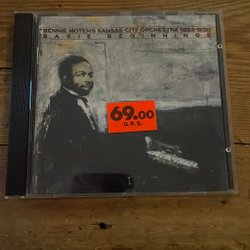 BENNIE MOTEN'S KANSAS CITY ORCHESTRA (1929-1932)
BASIE BEGINNINGS
69.00
G.R.S.